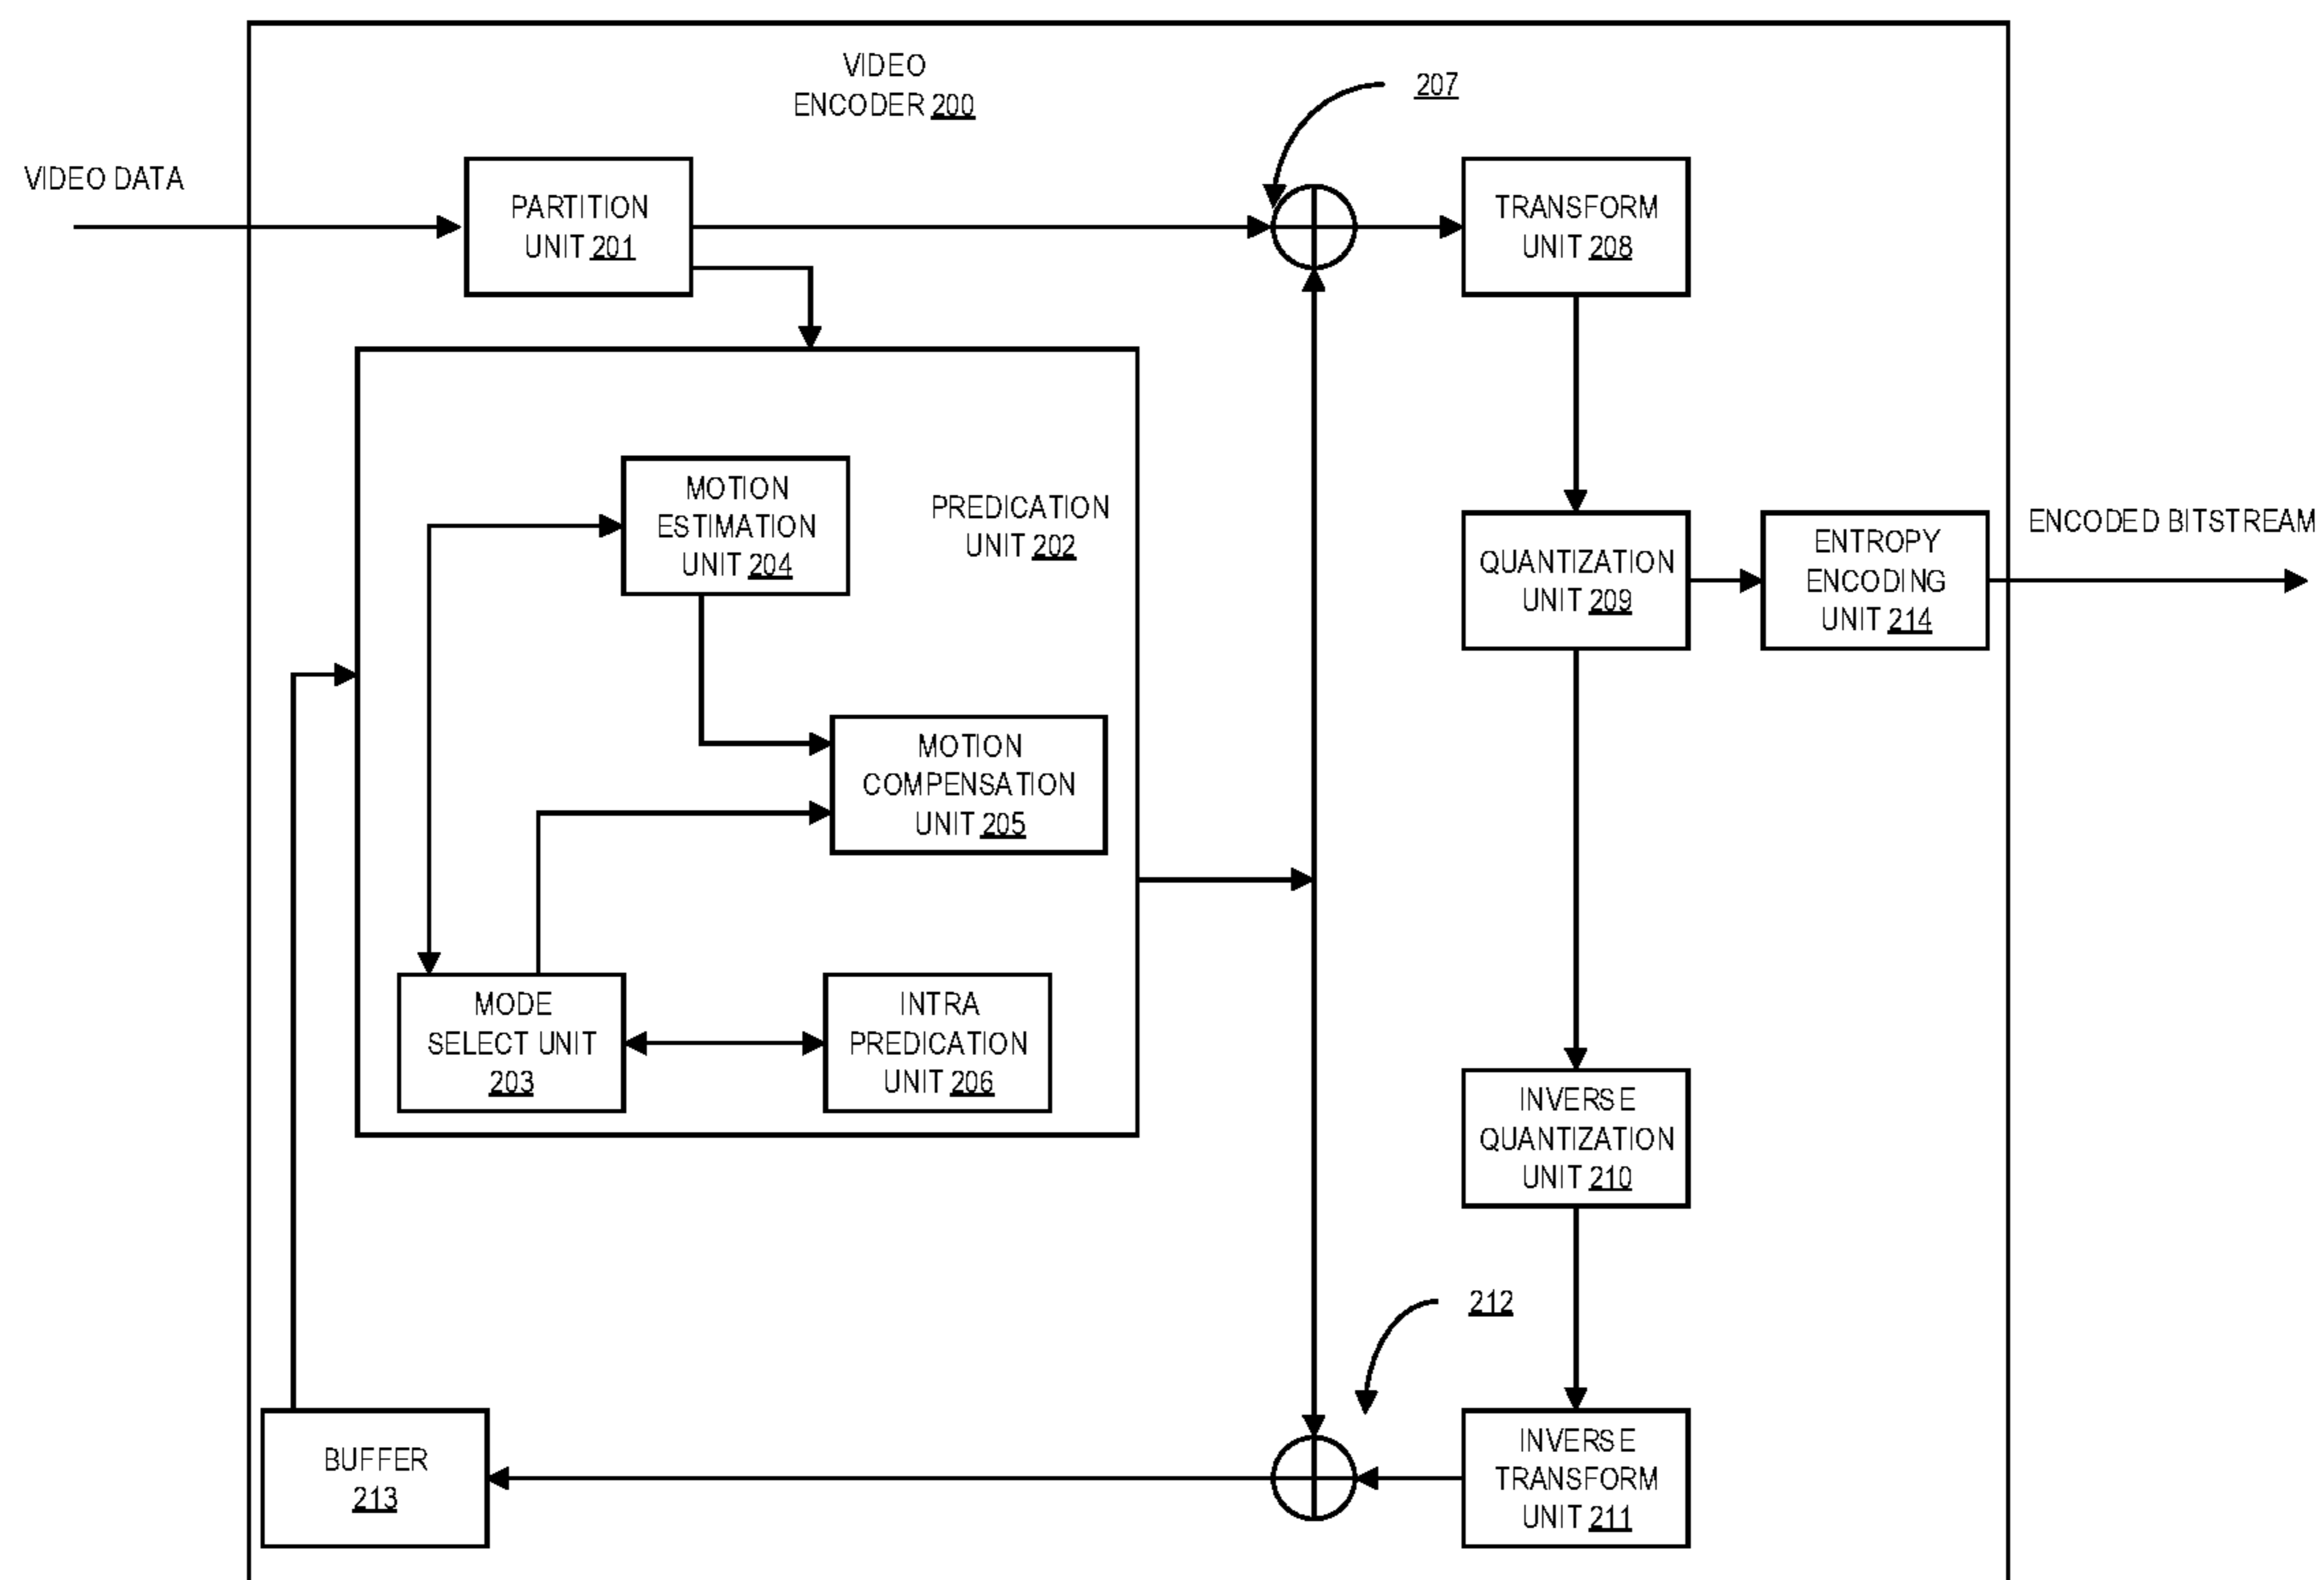 VIDEO
ENCODER 200
207
VIDEO DATA
PARTITION
UNIT 201
TRANSFORM
UNIT 208
MOTION
ESTIMATION
UNIT 204
PREDICATION
UNIT 202
QUANTIZATION
UNIT 209
ENTROPY
ENCODING
UNIT 214
ENCODED BITSTREAM
MOTION
COMPENSATION
UNIT 205
MODE
SELECT UNIT
203
INTRA
PREDICATION
UNIT 206
INVERSE
QUANTIZATION
UNIT 210
212
BUFFER
213
INVERSE
TRANSFORM
UNIT 211